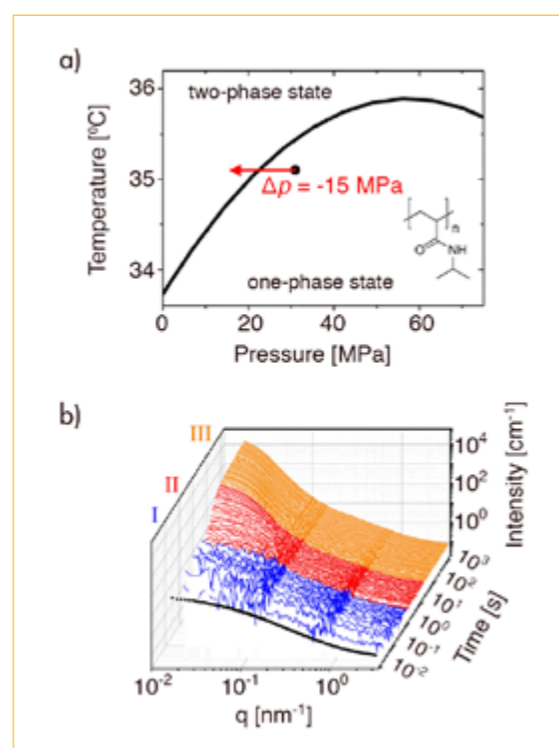 a)
36
35
34
Temperature [ºC]
two-phase state
Δp = -15 MPa
one-phase state
n
O
NH
0
20
40
60
Pressure [MPa]
b)
III
II
I
10⁴
10²
10⁰
Intensity [cm⁻¹]
10³
10²
10¹
10⁰
10⁻¹
10⁻²
Time [s]
10⁻²
10⁻¹
10⁰
q [nm⁻¹]